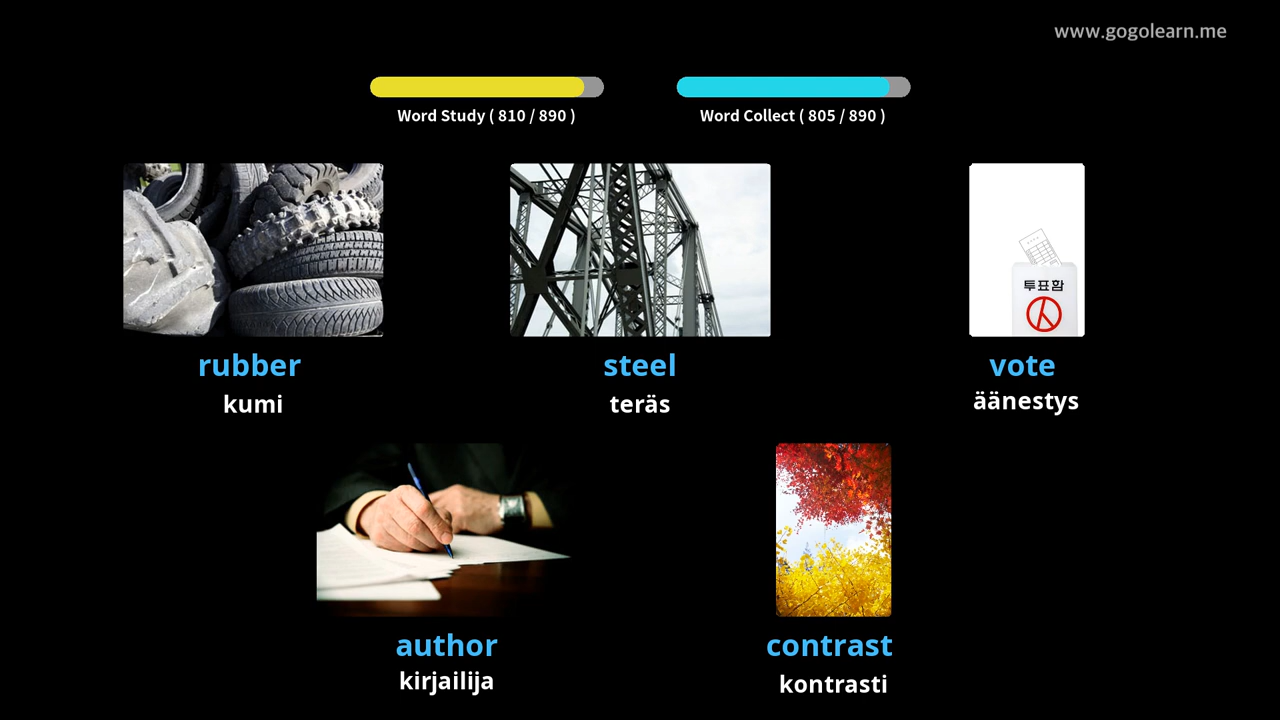 www.gogolearn.me
Word Study ( 810 / 890 )
Word Collect ( 805 / 890 )
투표함
rubber
kumi
steel
teräs
vote
äänestys
author
kirjailija
contrast
kontrasti